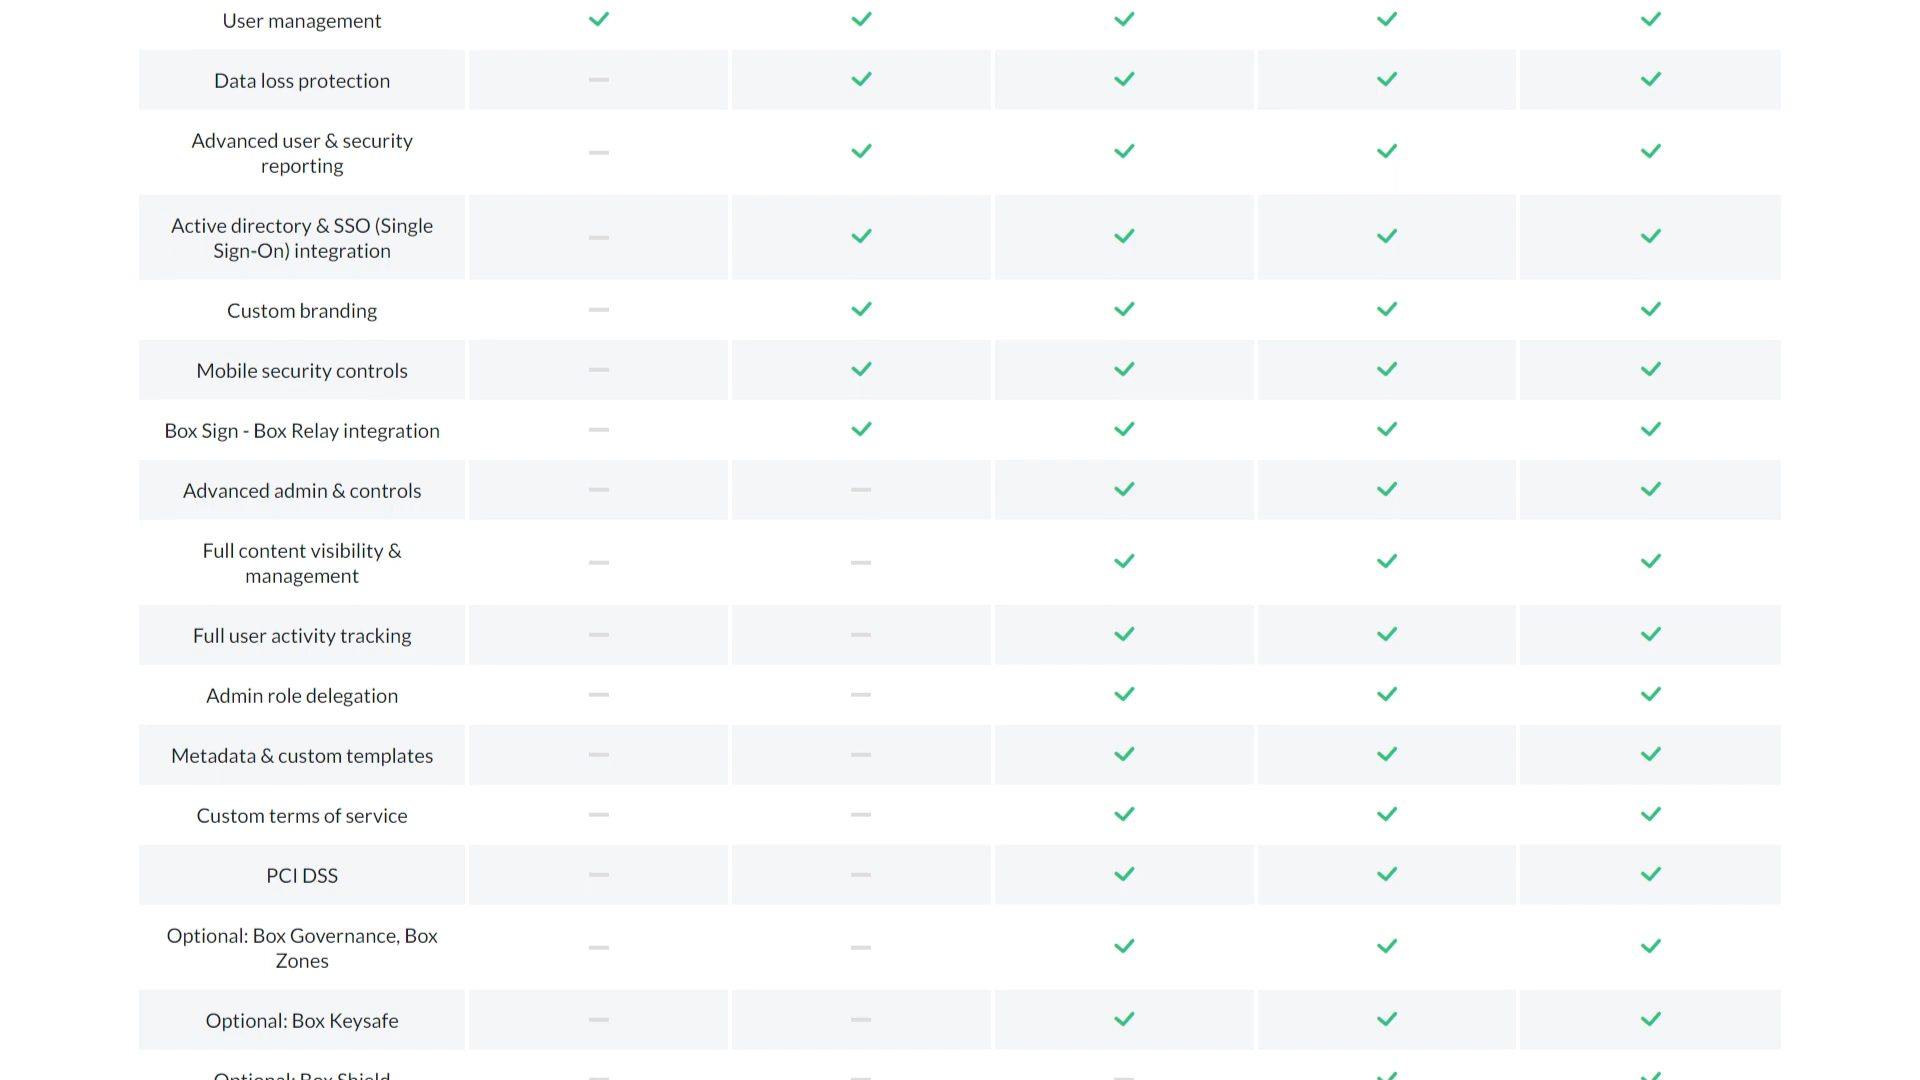 User management
Data loss protection
Advanced user & security
reporting
Active directory & SSO (Single
Sign-On) integration
Custom branding
Mobile security controls
Box Sign - Box Relay integration
Advanced admin & controls
Full content visibility &
management
Full user activity tracking
Admin role delegation
Metadata & custom templates
Custom terms of service
PCI DSS
Optional: Box Governance, Box
Zones
Optional: Box Keysafe
Optional: Box Shield